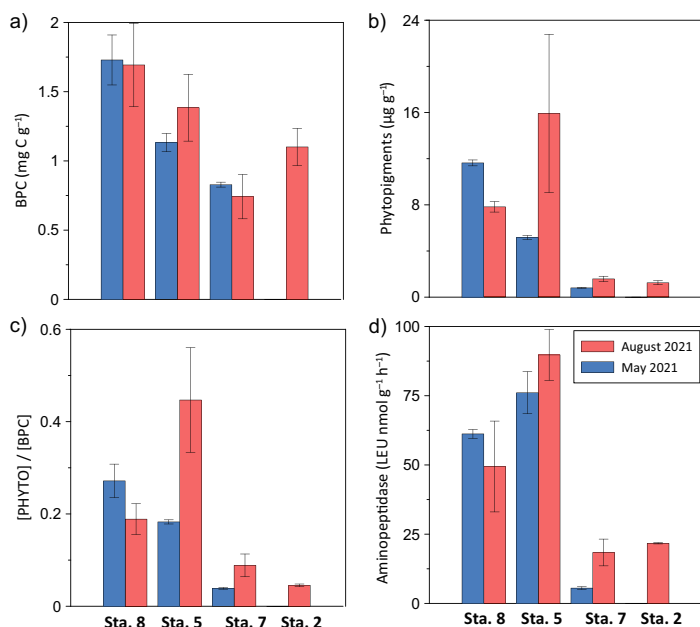 a)
BPC (mg C g⁻¹)
2
1.5
1
0.5
0
b)
Phytopigments (µg g⁻¹)
24
16
8
0
c)
[PHYTO] / [BPC]
0.6
0.4
0.2
0
Sta. 8 Sta. 5 Sta. 7 Sta. 2
d)
Aminopeptidase (LEU nmol g⁻¹ h⁻¹)
100
75
50
25
0
August 2021
May 2021
Sta. 8 Sta. 5 Sta. 7 Sta. 2